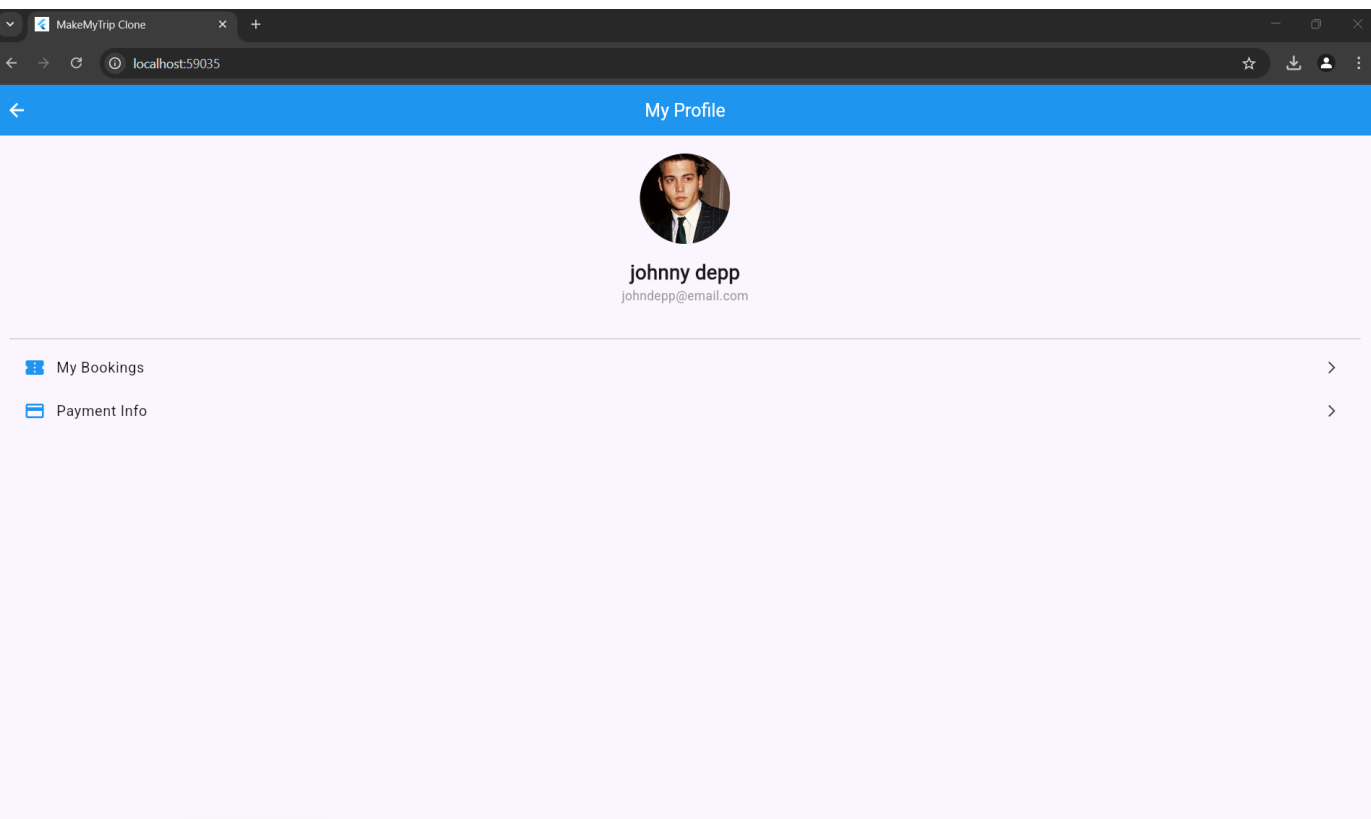 MakeMyTrip Clone
localhost:59035
My Profile
johnny depp
johndepp@email.com
My Bookings
Payment Info